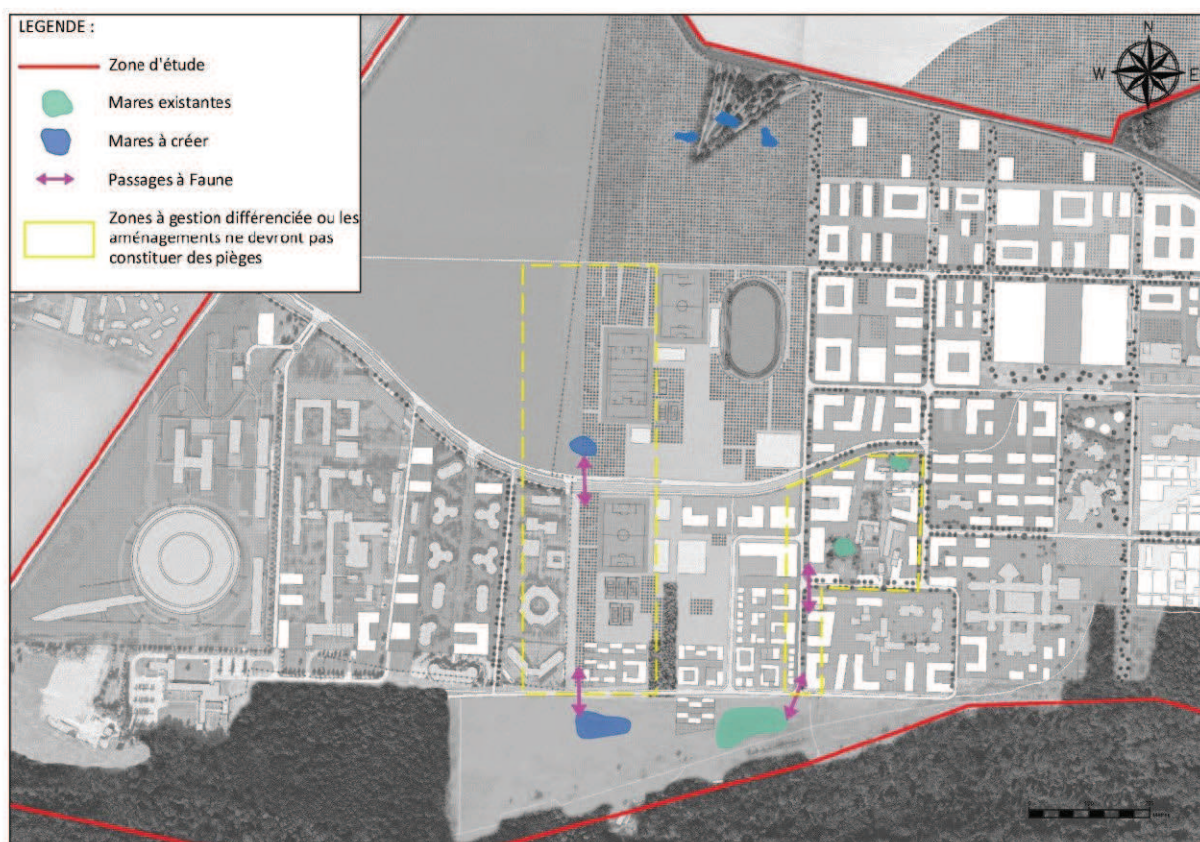 LEGENDE :
Zone d'étude
Mares existantes
Mares à créer
Passages à Faune
Zones à gestion différenciée ou les
aménagements ne devront pas
constituer des pièges
N
W
E
S